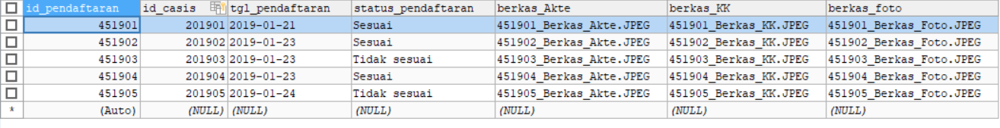 id_pendaftaran id_casis tgl_pendaftaran status_pendaftaran berkas_Akte berkas_KK berkas_foto
451901 201901 2019-01-21 Sesuai 451901_Berkas_Akte.JPEG 451901_Berkas_KK.JPEG 451901_Berkas_Foto.JPEG
451902 201902 2019-01-23 Sesuai 451902_Berkas_Akte.JPEG 451902_Berkas_KK.JPEG 451902_Berkas_Foto.JPEG
451903 201903 2019-01-23 Tidak sesuai 451903_Berkas_Akte.JPEG 451903_Berkas_KK.JPEG 451903_Berkas_Foto.JPEG
451904 201904 2019-01-23 Sesuai 451904_Berkas_Akte.JPEG 451904_Berkas_KK.JPEG 451904_Berkas_Foto.JPEG
451905 201905 2019-01-24 Tidak sesuai 451905_Berkas_Akte.JPEG 451905_Berkas_KK.JPEG 451905_Berkas_Foto.JPEG
* (Auto) (NULL) (NULL) (NULL) (NULL) (NULL) (NULL)